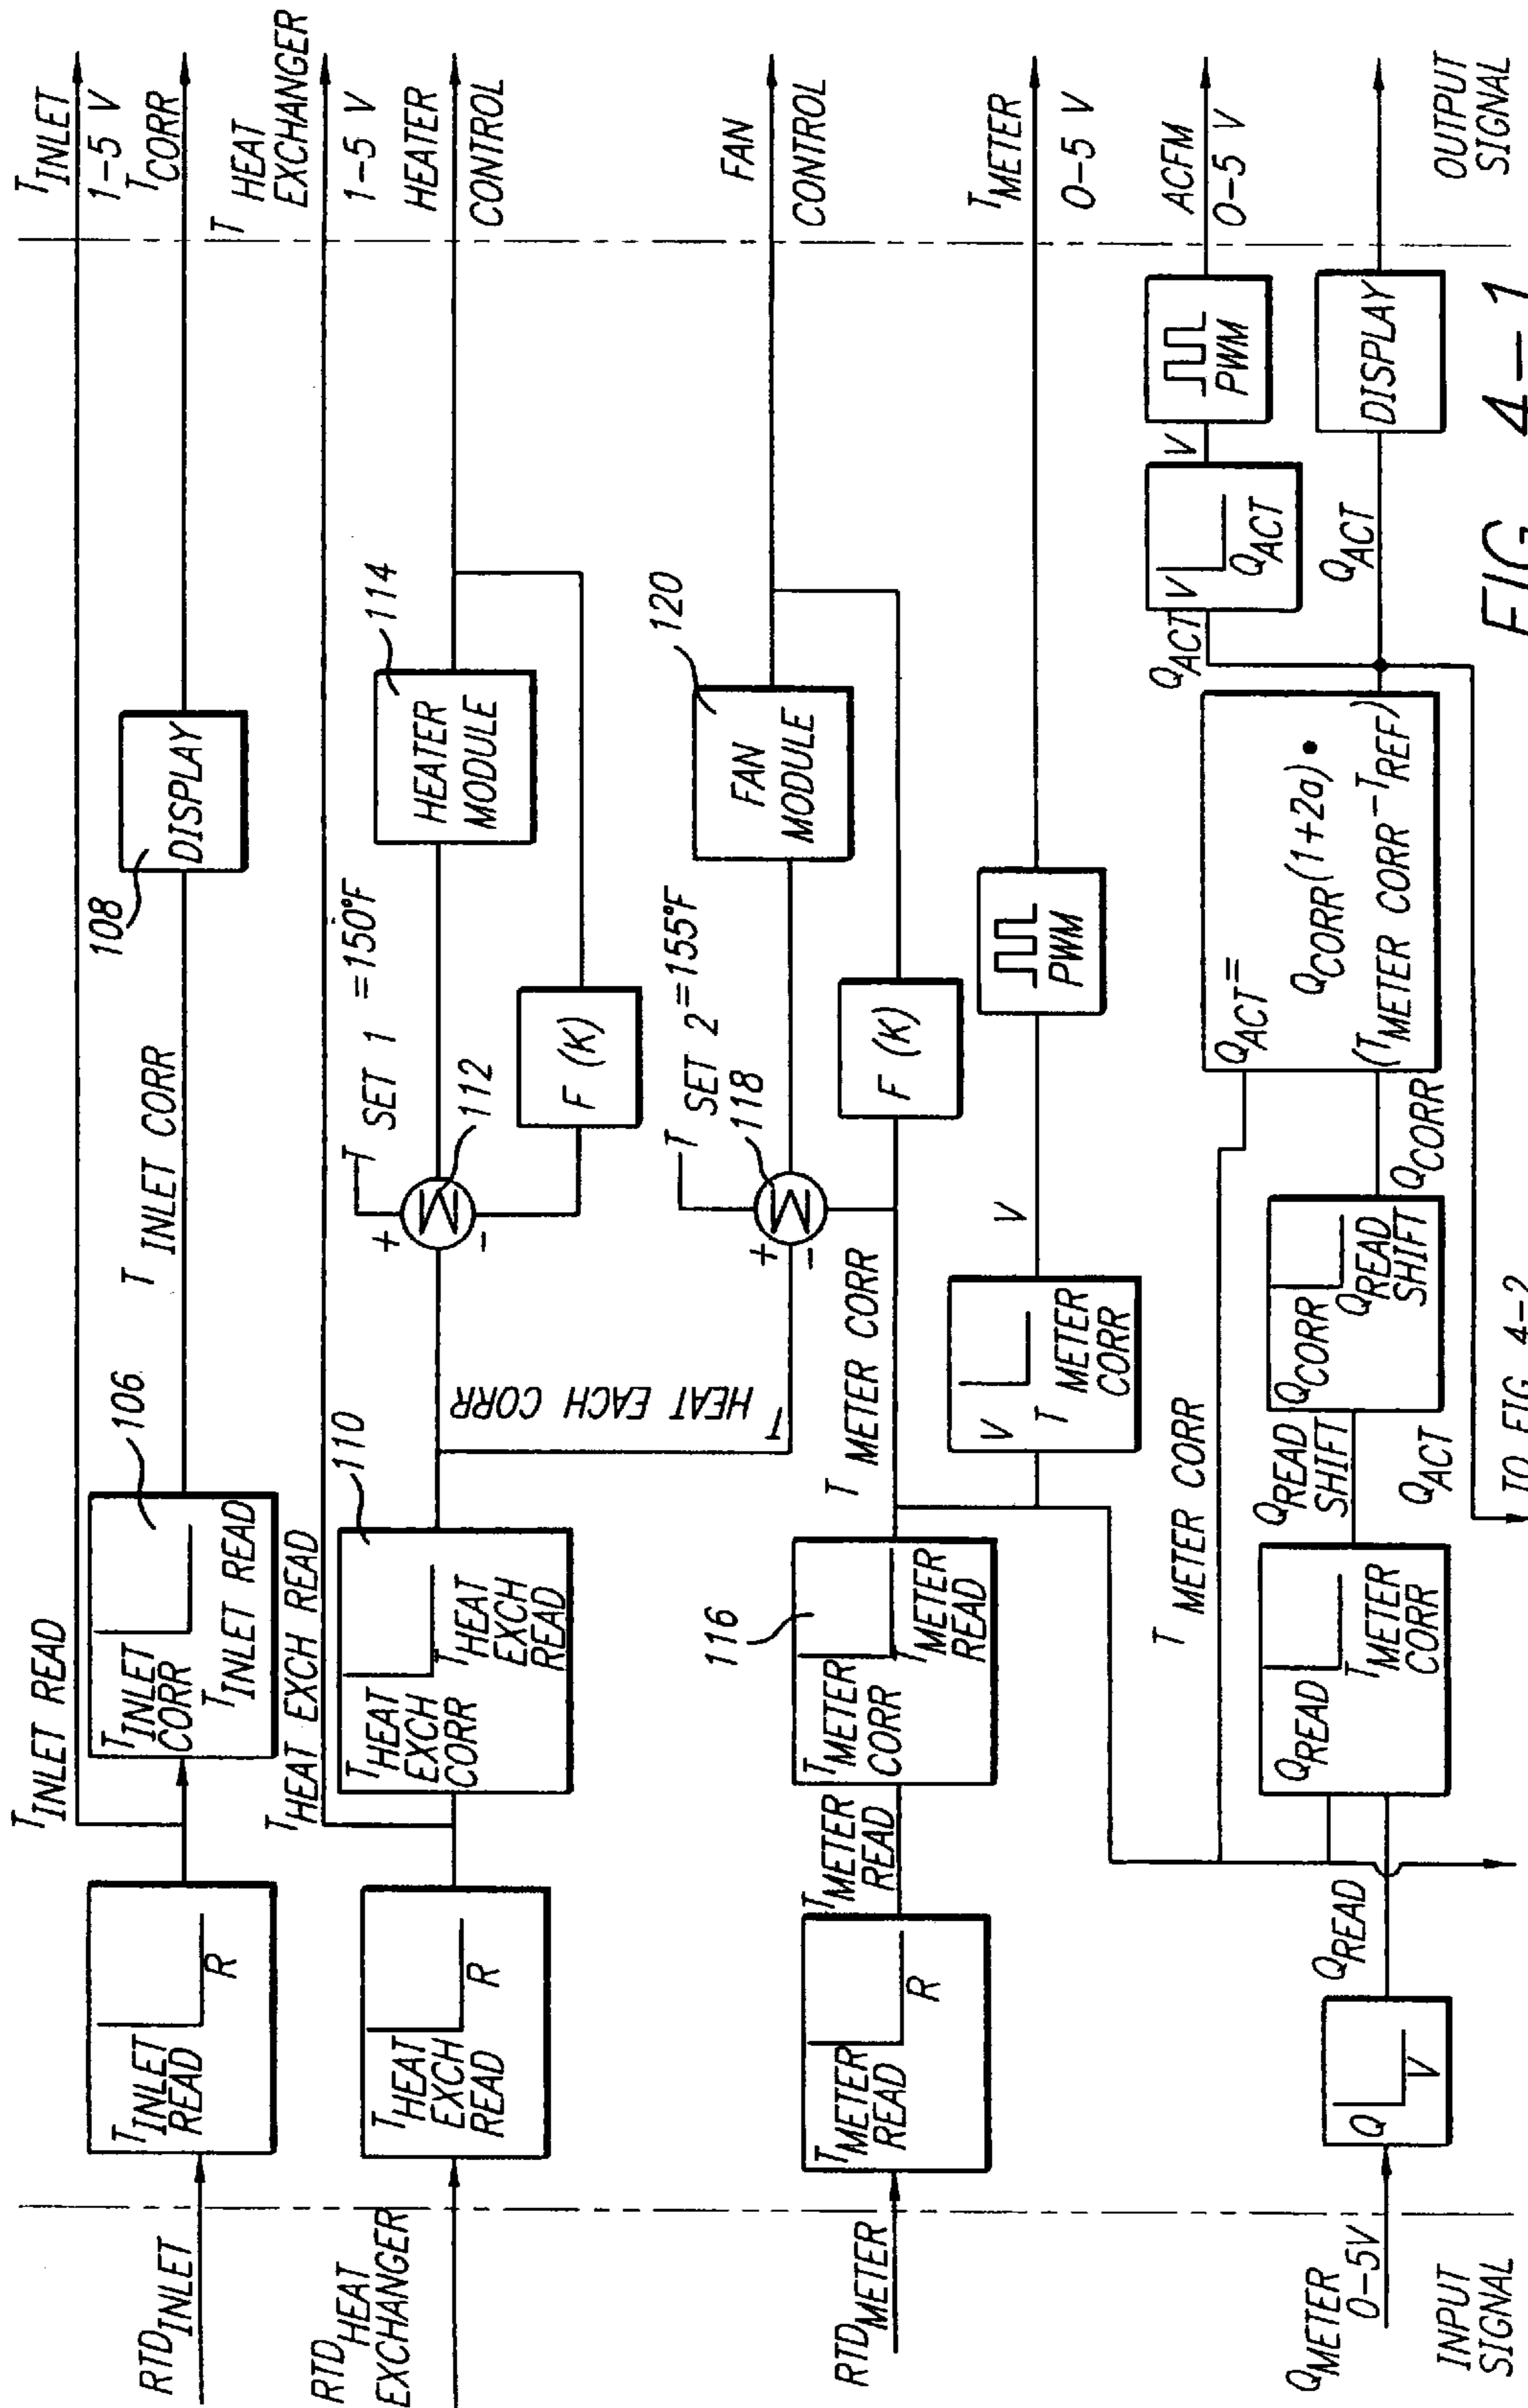 RTD INLET
T INLET
READ
R
T INLET READ
T INLET
CORR
T INLET READ
106
T INLET CORR
108
DISPLAY
T INLET
1-5 V
T CORR
RTD HEAT
EXCHANGER
T HEAT
EXCH
READ
R
T HEAT EXCH READ
T HEAT
EXCH
CORR
T HEAT
EXCH
READ
110
T HEAT EACH CORR
+
-
Σ
112
T SET 1 =150°F
F (K)
HEATER
MODULE
114
T HEAT
EXCHANGER
1-5 V
HEATER
CONTROL
+
-
Σ
118
T SET 2=155°F
F (K)
FAN
MODULE
120
FAN
CONTROL
RTD METER
T METER
READ
R
T METER
READ
T METER
CORR
T METER
READ
116
T METER CORR
V
T METER
CORR
V
PWM
T METER
0-5 V
T METER CORR
Q METER
0-5V
Q
V
Q READ
Q READ
T METER
CORR
Q READ
SHIFT
Q CORR
Q READ
SHIFT
Q CORR
Q ACT=
Q CORR(1+2a)•
(T METER CORR-T REF)
Q ACT
V
Q ACT
V
PWM
ACFM
0-5 V
Q ACT
DISPLAY
Q ACT
TO FIG. 4-2
INPUT
SIGNAL
OUTPUT
SIGNAL
FIG. 4-1